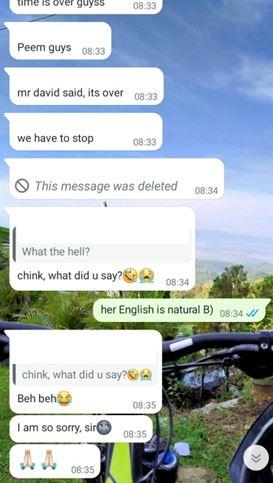 time is over guyss 08:33
Peem guys 08:33
mr david said, its over 08:33
we have to stop 08:33
This message was deleted 08:34
What the hell?
chink, what did u say?🤣😭 08:34
her English is natural B) 08:34
chink, what did u say?🤣😭
Beh beh😂 08:35
I am so sorry, sir🌚 08:35
🙏🏻🙏🏻 08:35